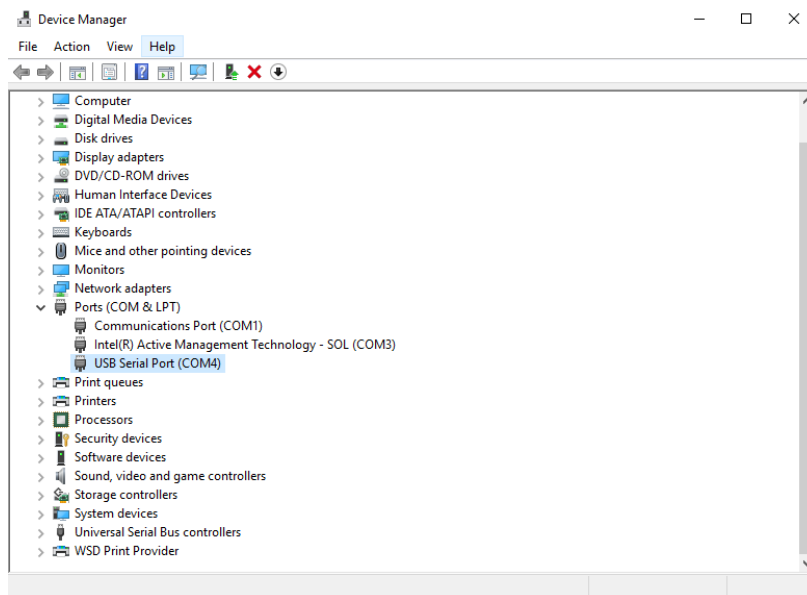 Device Manager
File Action View Help
Computer
Digital Media Devices
Disk drives
Display adapters
DVD/CD-ROM drives
Human Interface Devices
IDE ATA/ATAPI controllers
Keyboards
Mice and other pointing devices
Monitors
Network adapters
Ports (COM & LPT)
Communications Port (COM1)
Intel(R) Active Management Technology - SOL (COM3)
USB Serial Port (COM4)
Print queues
Printers
Processors
Security devices
Software devices
Sound, video and game controllers
Storage controllers
System devices
Universal Serial Bus controllers
WSD Print Provider